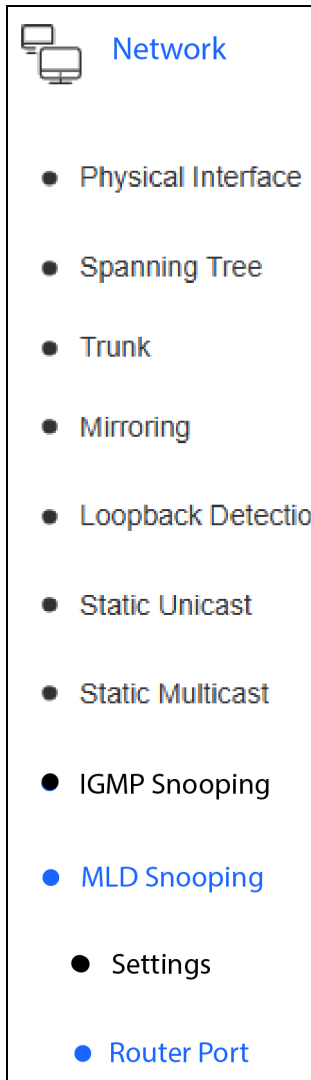 Network
Physical Interface
Spanning Tree
Trunk
Mirroring
Loopback Detectio
Static Unicast
Static Multicast
IGMP Snooping
MLD Snooping
Settings
Router Port